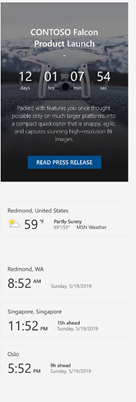 CONTOSO Falcon
Product Launch
12 01 07 54
days hrs min sec
Packed with features you once thought
possible only on much larger platforms into
a compact quadcopter that is snappy, agile,
and captures stunning high-resolution 8k
images.
READ PRESS RELEASE
Redmond, United States
59 °F
Partly Sunny
69°/55° MSN Weather
Redmond, WA
8:52 AM Sunday, 5/19/2019
Singapore, Singapore
11:52 PM 15h ahead
Sunday, 5/19/2019
Oslo
5:52 PM 9h ahead
Sunday, 5/19/2019